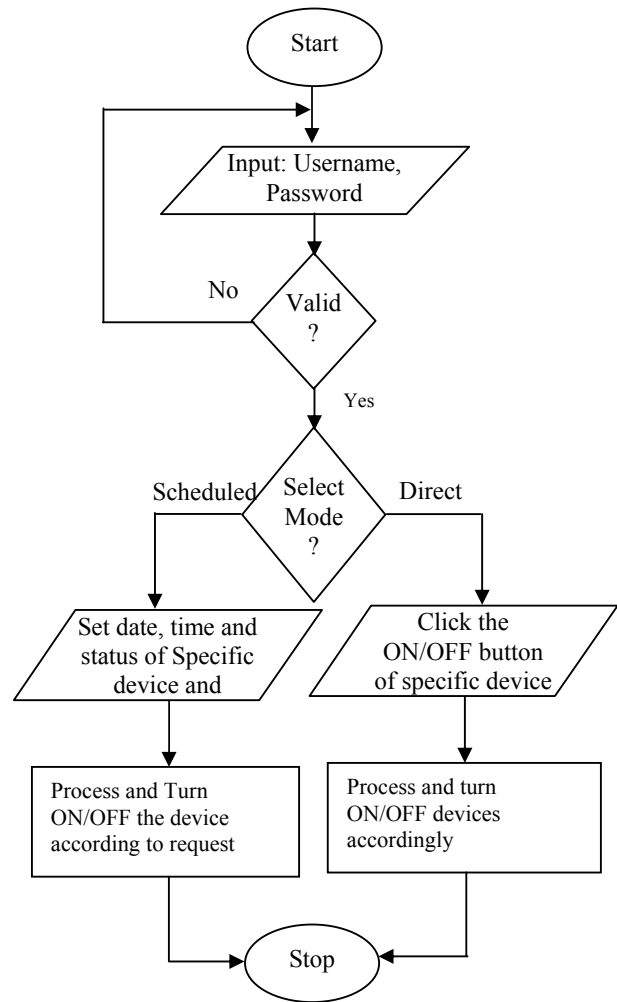 Start
Input: Username,
Password
No
Valid
?
Yes
Scheduled
Select
Mode
?
Direct
Set date, time and
status of Specific
device and
Click the
ON/OFF button
of specific device
Process and Turn
ON/OFF the device
according to request
Process and turn
ON/OFF devices
accordingly
Stop